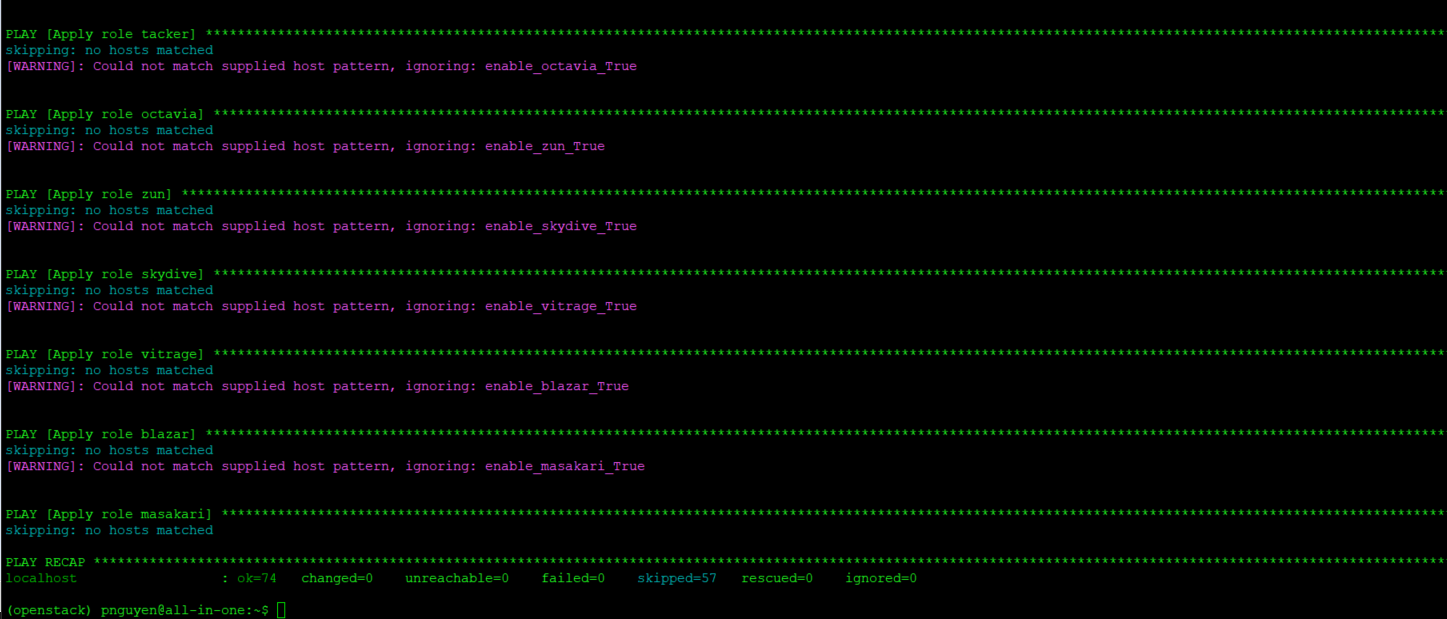 PLAY [Apply role tacker] ****************************************************************************************************************************************************************
skipping: no hosts matched
[WARNING]: Could not match supplied host pattern, ignoring: enable_octavia_True
PLAY [Apply role octavia] ***************************************************************************************************************************************************************
skipping: no hosts matched
[WARNING]: Could not match supplied host pattern, ignoring: enable_zun_True
PLAY [Apply role zun] *******************************************************************************************************************************************************************
skipping: no hosts matched
[WARNING]: Could not match supplied host pattern, ignoring: enable_skydive_True
PLAY [Apply role skydive] ***************************************************************************************************************************************************************
skipping: no hosts matched
[WARNING]: Could not match supplied host pattern, ignoring: enable_vitrage_True
PLAY [Apply role vitrage] ***************************************************************************************************************************************************************
skipping: no hosts matched
[WARNING]: Could not match supplied host pattern, ignoring: enable_blazar_True
PLAY [Apply role blazar] ****************************************************************************************************************************************************************
skipping: no hosts matched
[WARNING]: Could not match supplied host pattern, ignoring: enable_masakari_True
PLAY [Apply role masakari] **************************************************************************************************************************************************************
skipping: no hosts matched
PLAY RECAP ******************************************************************************************************************************************************************************
localhost                  : ok=74   changed=0    unreachable=0    failed=0    skipped=57   rescued=0    ignored=0
(openstack) pnguyen@all-in-one:~$